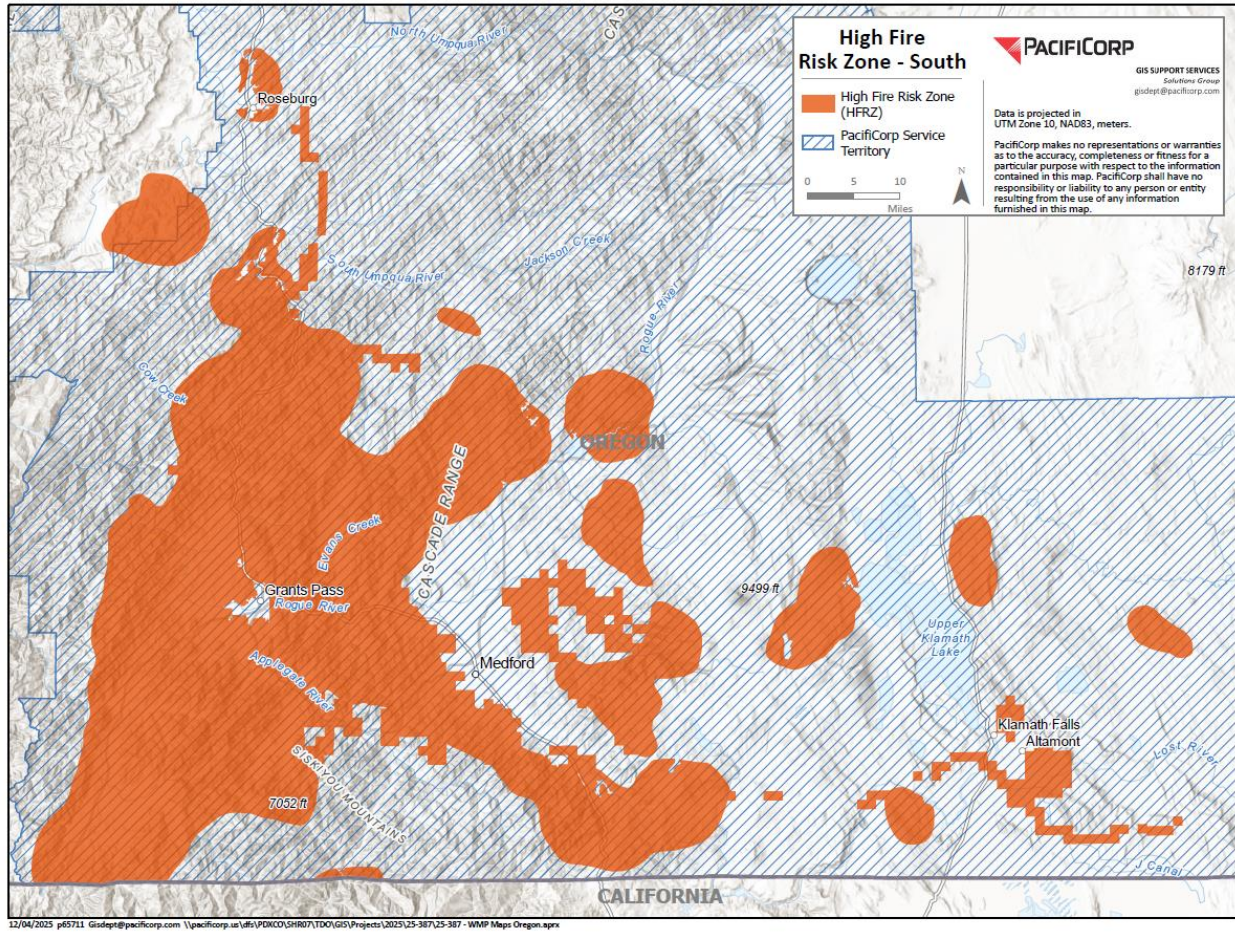 High Fire
Risk Zone - South
High Fire Risk Zone
(HFRZ)
PacifiCorp Service
Territory
0 5 10
Miles
N
PACIFICORP
GIS SUPPORT SERVICES
Solutions Group
gisdept@pacificorp.com
Data is projected in
UTM Zone 10, NAD83, meters.
PacifiCorp makes no representations or warranties
as to the accuracy, completeness or fitness for a
particular purpose with respect to the information
contained in this map. PacifiCorp shall have no
responsibility or liability to any person or entity
resulting from the use of any information
furnished in this map.
North Umpqua River
CAS
Roseburg
South Umpqua River
Jackson Creek
8179 ft
Rogue River
Cow Creek
OREGON
CASCADE RANGE
Evans Creek
Grants Pass
Rogue River
9499 ft
Upper
Klamath
Lake
Medford
Applegate River
Klamath Falls
Altamont
Lost River
SISKIYOU MOUNTAINS
7052 ft
J Canal
CALIFORNIA
12/04/2025 p65711 Gisdept@pacificorp.com \\pacificorp.us\dfs\PDXCO\SHR07\TDO\GIS\Projects\2025\25-387\25-387 - WMP Maps Oregon.aprx